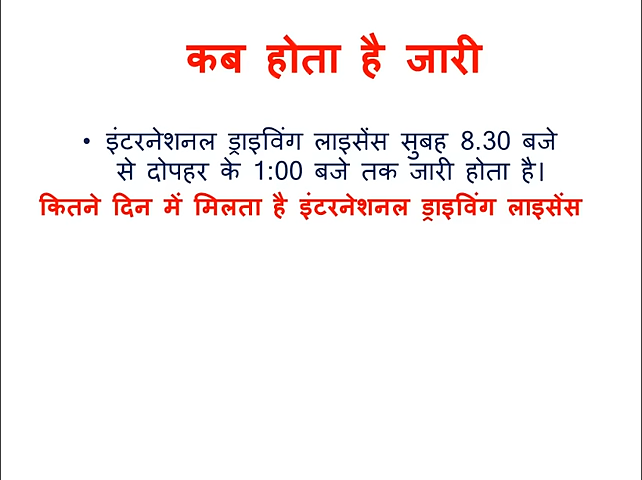 कब होता है जारी
• इंटरनेशनल ड्राइविंग लाइसेंस सुबह 8.30 बजे
से दोपहर के 1:00 बजे तक जारी होता है।
कितने दिन में मिलता है इंटरनेशनल ड्राइविंग लाइसेंस